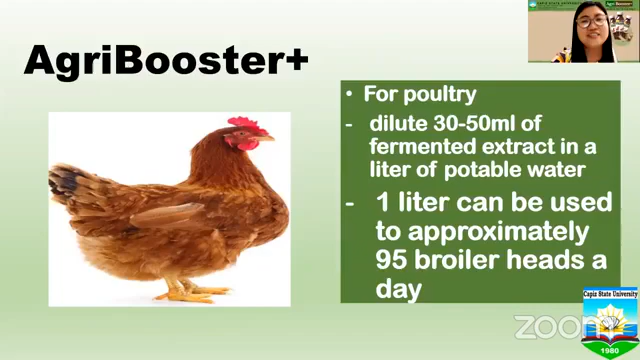 AgriBooster+
• For poultry
- dilute 30-50ml of
fermented extract in a
liter of potable water
- 1 liter can be used
to approximately
95 broiler heads a
day
Capiz State University
zoom
1980